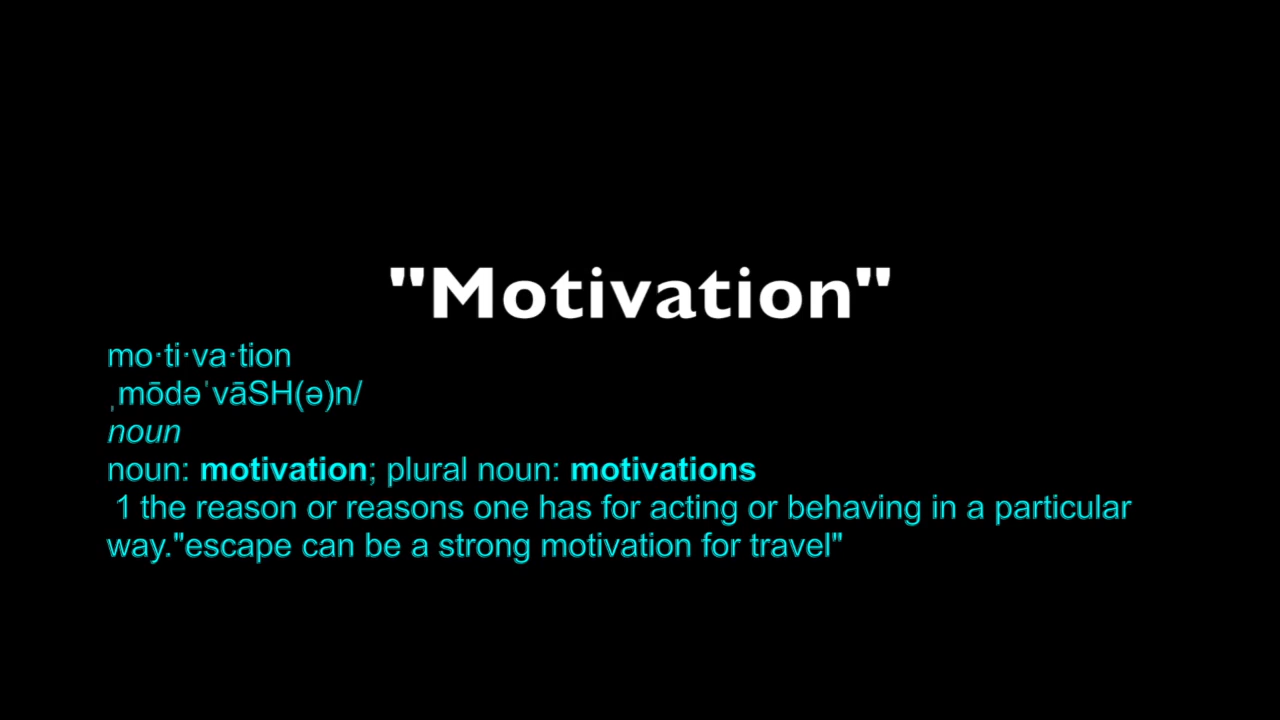 "Motivation"
mo·ti·va·tion
ˌmōdəˈvāSH(ə)n/
noun
noun: motivation; plural noun: motivations
1 the reason or reasons one has for acting or behaving in a particular
way."escape can be a strong motivation for travel"